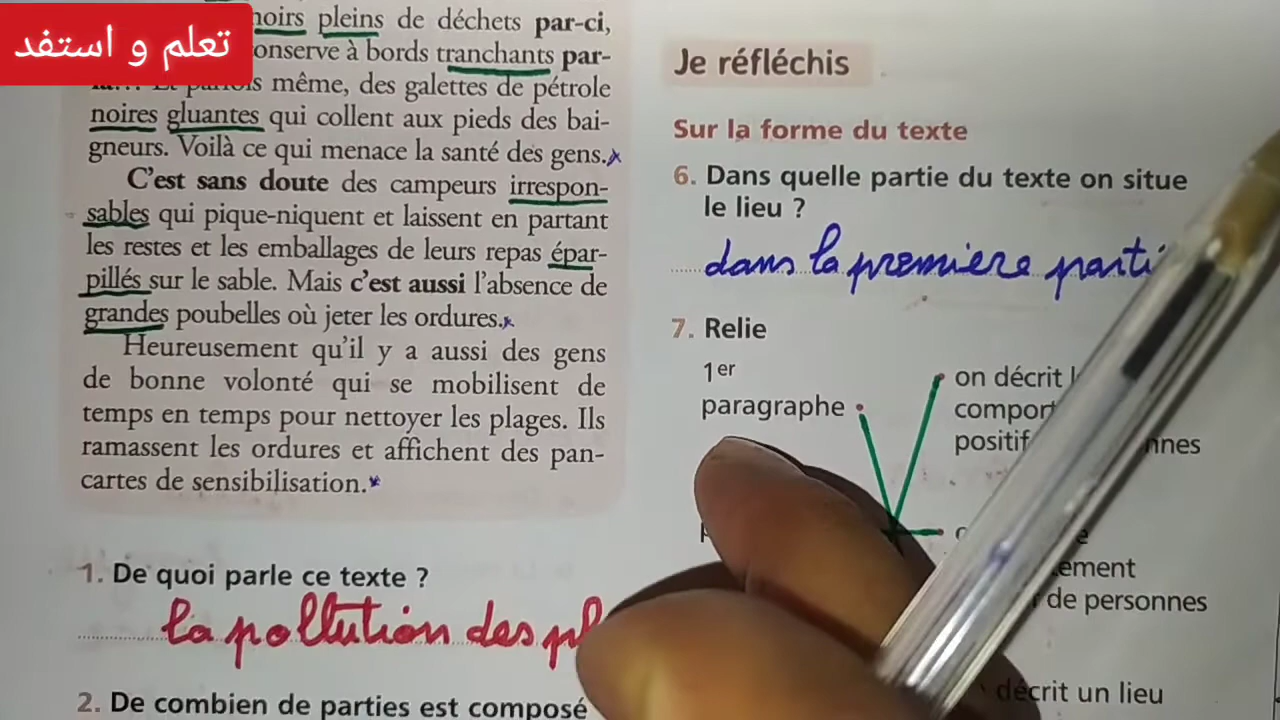 تعلم و استفد
noirs pleins de déchets par-ci,
conserve à bords tranchants par-
même, des galettes de pétrole
noires gluantes qui collent aux pieds des bai-
gneurs. Voilà ce qui menace la santé des gens.
C'est sans doute des campeurs irrespon-
sables qui pique-niquent et laissent en partant
les restes et les emballages de leurs repas épar-
pillés sur le sable. Mais c'est aussi l'absence de
grandes poubelles où jeter les ordures.
Heureusement qu'il y a aussi des gens
de bonne volonté qui se mobilisent de
temps en temps pour nettoyer les plages. Ils
ramassent les ordures et affichent des pan-
cartes de sensibilisation.
1. De quoi parle ce texte ?
la pollution des pl
2. De combien de parties est composé
Je réfléchis
Sur la forme du texte
6. Dans quelle partie du texte on situe
le lieu ?
dans la première parti
7. Relie
1er
paragraphe
on décrit
comport
positif nnes
ement
de personnes
décrit un lieu